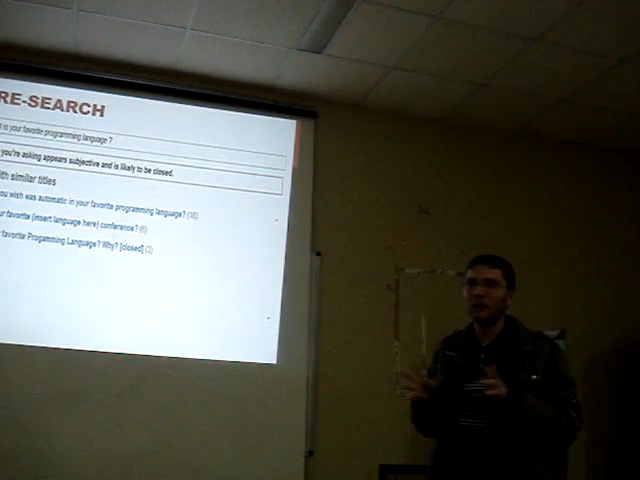 RE-SEARCH
is your favorite programming language ?
you're asking appears subjective and is likely to be closed.
ith similar titles
ou wish was automatic in your favorite programming language? (16)
ur favorite (insert language here) conference? (6)
favorite Progamming Language? Why? [closed] (3)